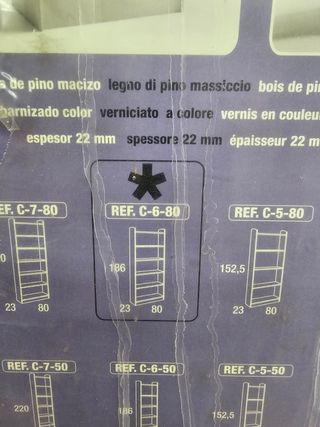 de pino macizo legno di pino massiccio bois de pin
barnizado color verniciato a colore vernis en couleu
espesor 22 mm spessore 22 mm épaisseur 22 m
REF. C-7-80 REF. C-6-80 REF. C-5-80
186 152,5
23 80 23 80 23 80
REF. C-7-50 REF. C-6-50 REF. C-5-50
220 186 152,5